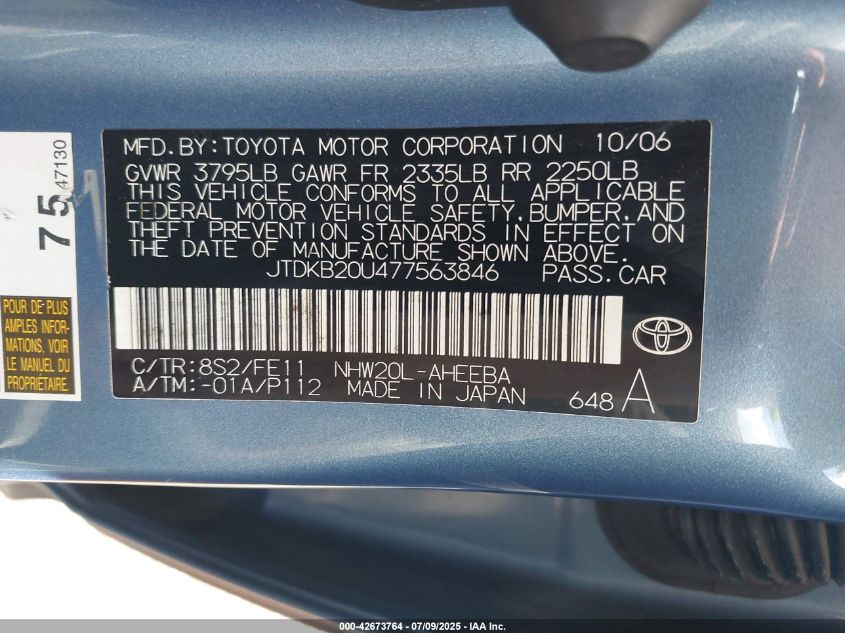 MFD.BY:TOYOTA MOTOR CORPORATION 10/06
GVWR 3795LB GAWR FR 2335LB RR 2250LB
THIS VEHICLE CONFORMS TO ALL APPLICABLE
FEDERAL MOTOR VEHICLE SAFETY,BUMPER,AND
THEFT PREVENTION STANDARDS IN EFFECT ON
THE DATE OF MANUFACTURE SHOWN ABOVE.
JTDKB20U477563846 PASS.CAR
C/TR:8S2/FE11 NHW20L-AHEEBA
A/TM:-01A/P112 MADE IN JAPAN
648 A
75
47130
POUR DE PLUS
AMPLES INFOR-
MATIONS, VOIR
LE MANUEL DU
PROPRIÉTAIRE.
000-42673764 / 07/09/2025 - IAA Inc.